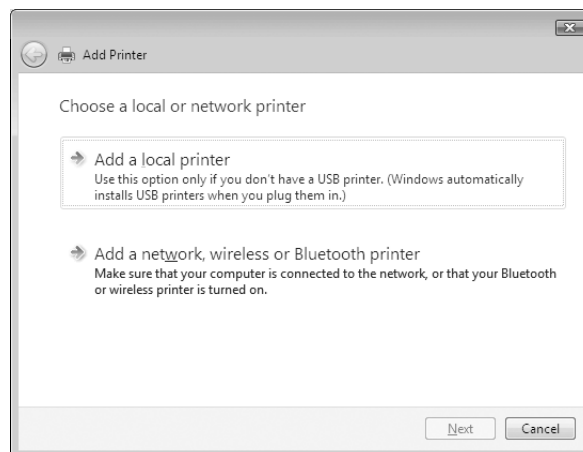 Add Printer
Choose a local or network printer
Add a local printer
Use this option only if you don't have a USB printer. (Windows automatically
installs USB printers when you plug them in.)
Add a network, wireless or Bluetooth printer
Make sure that your computer is connected to the network, or that your Bluetooth
or wireless printer is turned on.
Next Cancel